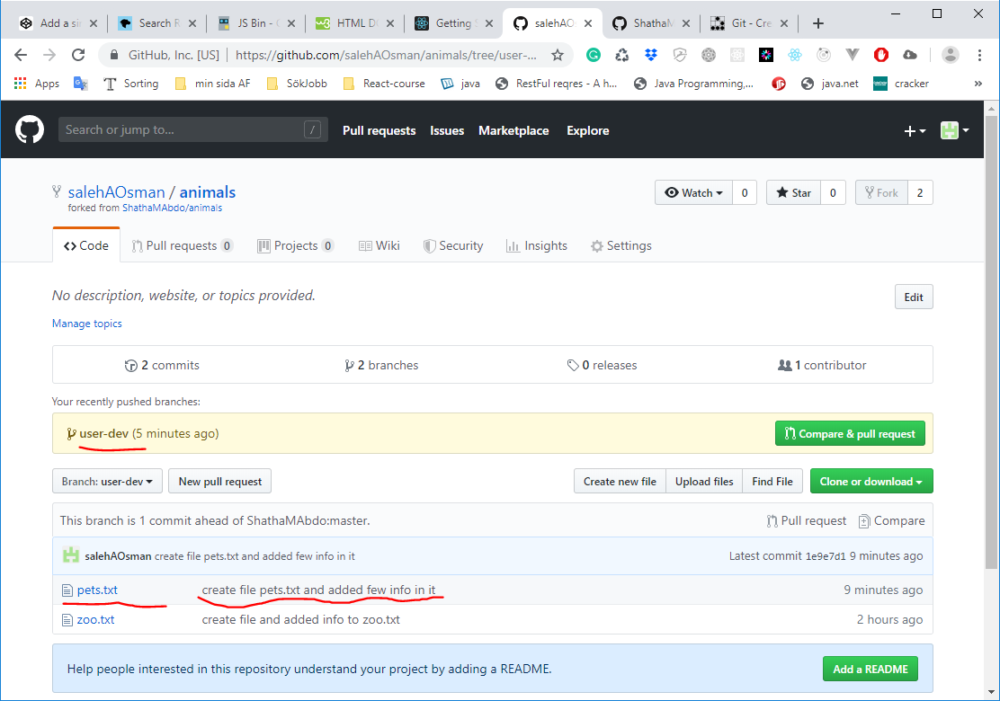 Add a si
Search R
JS Bin - 
HTML D
Getting S
salehAO
ShathaM
Git - Cre
GitHub, Inc. [US] | https://github.com/salehAOsman/animals/tree/user-...
Apps Sorting min sida AF SökJobb React-course java RestFul reqres - A h... Java Programming,... java.net cracker »
Search or jump to... / Pull requests Issues Marketplace Explore
salehAOsman / animals Watch 0 Star 0 Fork 2
forked from ShathaMAbdo/animals
<> Code Pull requests 0 Projects 0 Wiki Security Insights Settings
No description, website, or topics provided. Edit
Manage topics
2 commits 2 branches 0 releases 1 contributor
Your recently pushed branches:
user-dev (5 minutes ago) Compare & pull request
Branch: user-dev New pull request Create new file Upload files Find File Clone or download
This branch is 1 commit ahead of ShathaMAbdo:master. Pull request Compare
salehAOsman create file pets.txt and added few info in it Latest commit 1e9e7d1 9 minutes ago
pets.txt create file pets.txt and added few info in it 9 minutes ago
zoo.txt create file and added info to zoo.txt 2 hours ago
Help people interested in this repository understand your project by adding a README. Add a README